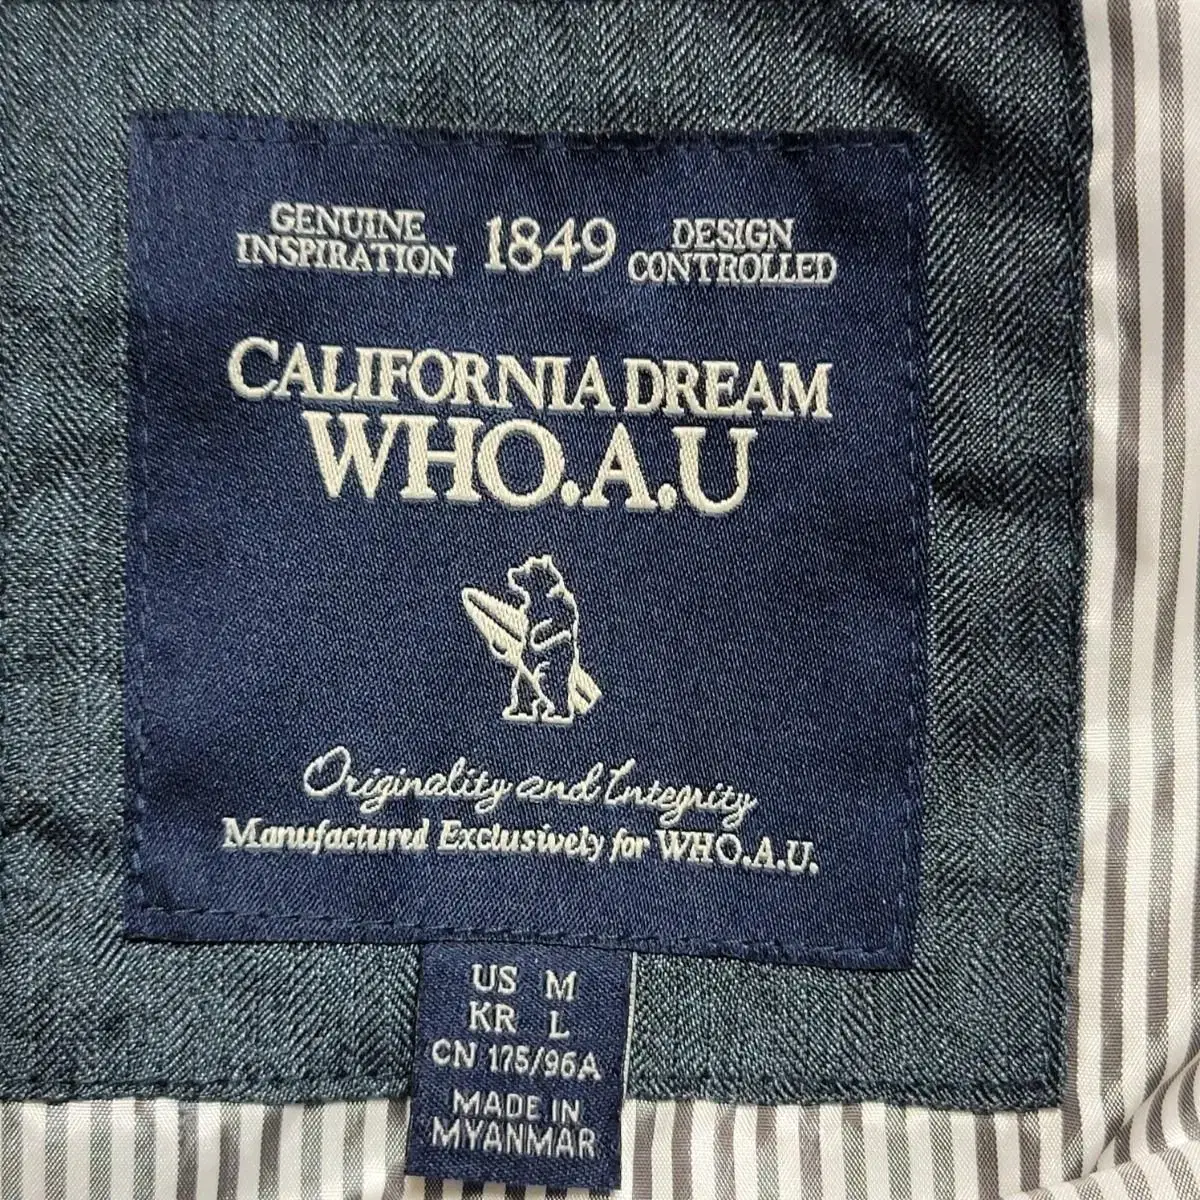 GENUINE INSPIRATION 1849 DESIGN CONTROLLED
CALIFORNIA DREAM
WHO.A.U
Originality and Integrity
Manufactured Exclusively for WHO.A.U.
US M
KR L
CN 175/96A
MADE IN
MYANMAR